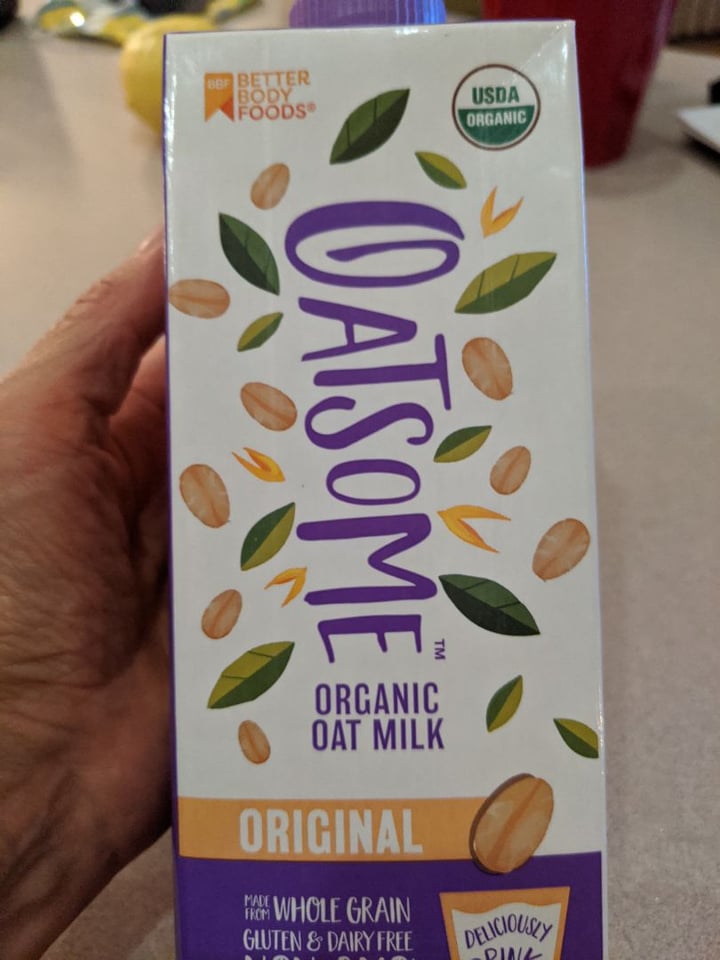 BBF
BETTER
BODY
FOODS®
USDA
ORGANIC
OATSOME™
ORGANIC
OAT MILK
ORIGINAL
MADE
FROM WHOLE GRAIN
GLUTEN & DAIRY FREE
DELICIOUSLY